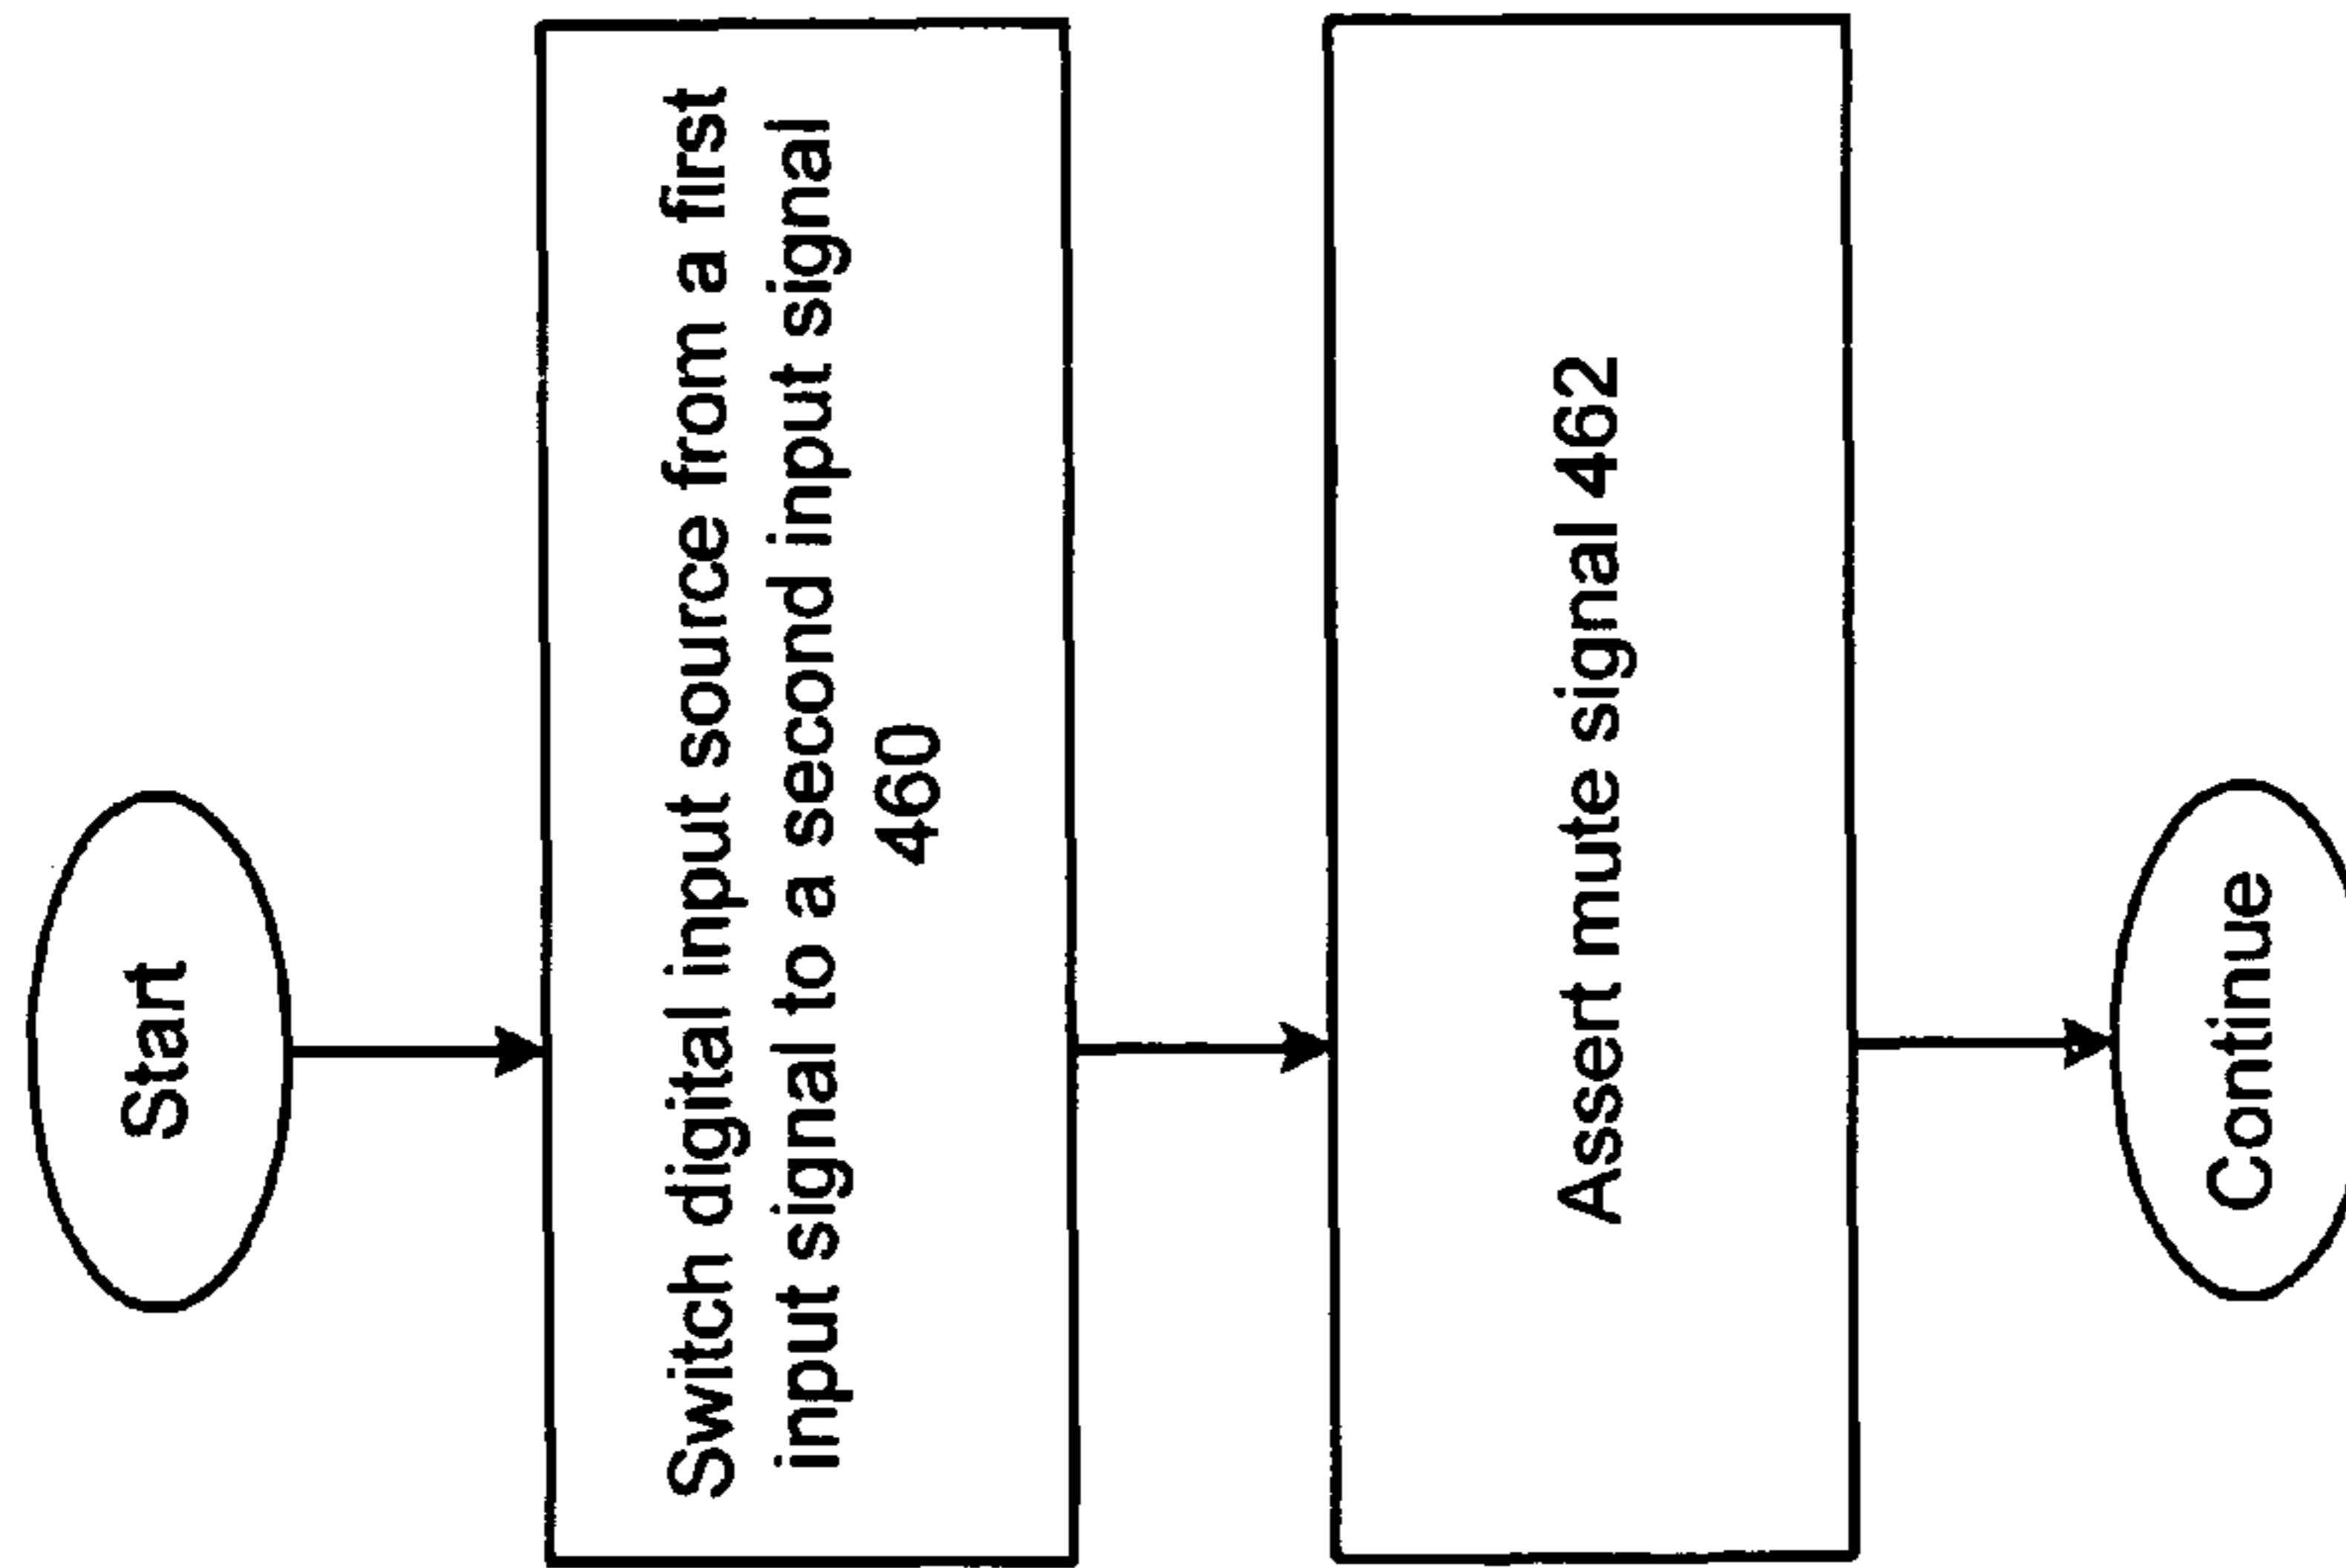 Start
Switch digital input source from a first
input signal to a second input signal
460
Assert mute signal 462
Continue